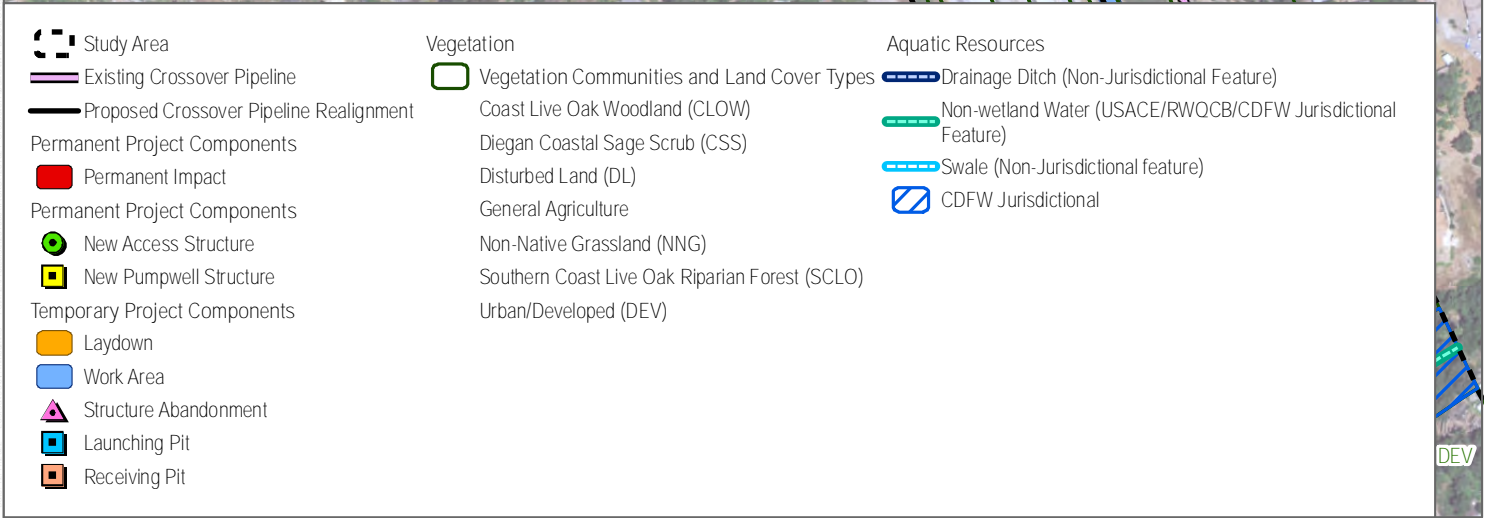 Study Area
Existing Crossover Pipeline
Proposed Crossover Pipeline Realignment
Permanent Project Components
Permanent Impact
Permanent Project Components
New Access Structure
New Pumpwell Structure
Temporary Project Components
Laydown
Work Area
Structure Abandonment
Launching Pit
Receiving Pit
Vegetation
Vegetation Communities and Land Cover Types
Coast Live Oak Woodland (CLOW)
Diegan Coastal Sage Scrub (CSS)
Disturbed Land (DL)
General Agriculture
Non-Native Grassland (NNG)
Southern Coast Live Oak Riparian Forest (SCLO)
Urban/Developed (DEV)
Aquatic Resources
Drainage Ditch (Non-Jurisdictional Feature)
Non-wetland Water (USACE/RWQCB/CDFW Jurisdictional
Feature)
Swale (Non-Jurisdictional feature)
CDFW Jurisdictional
DEV